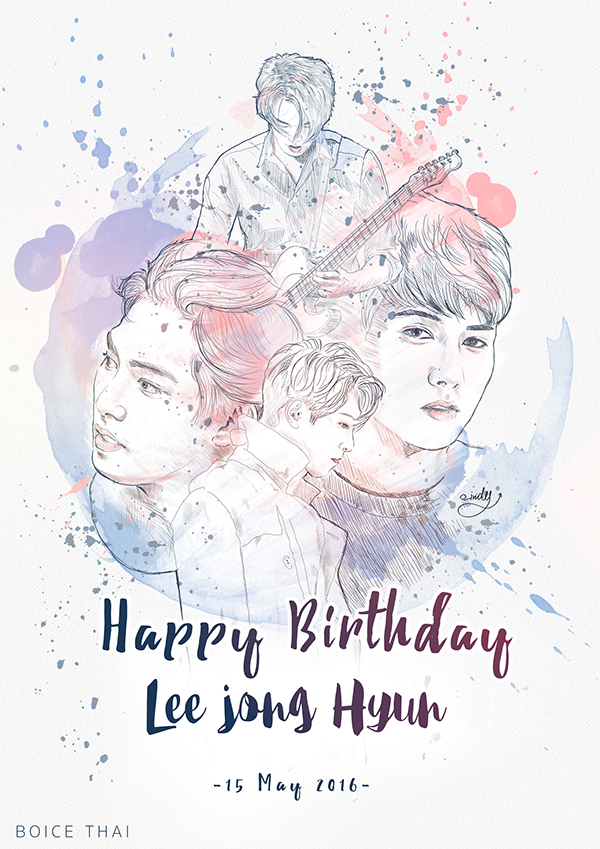 cindy
Happy Birthday
Lee jong Hyun
-15 May 2016-
BOICE THAI